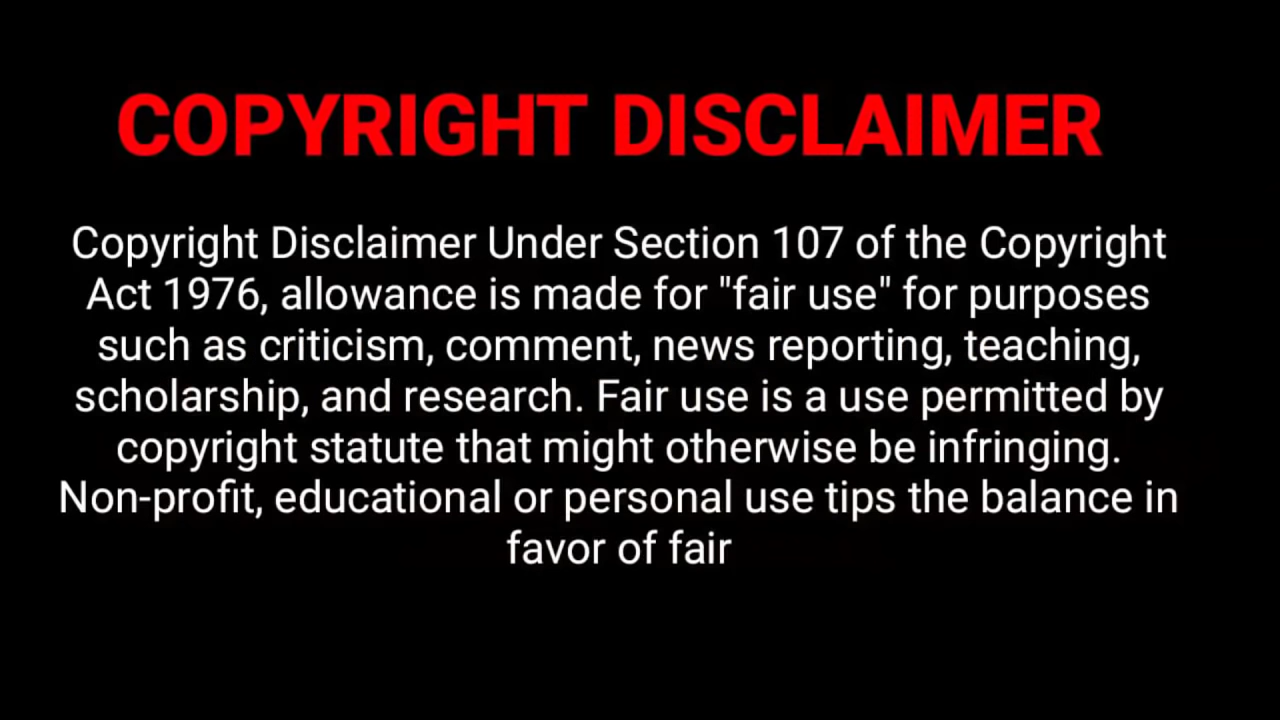 COPYRIGHT DISCLAIMER
Copyright Disclaimer Under Section 107 of the Copyright
Act 1976, allowance is made for "fair use" for purposes
such as criticism, comment, news reporting, teaching,
scholarship, and research. Fair use is a use permitted by
copyright statute that might otherwise be infringing.
Non-profit, educational or personal use tips the balance in
favor of fair